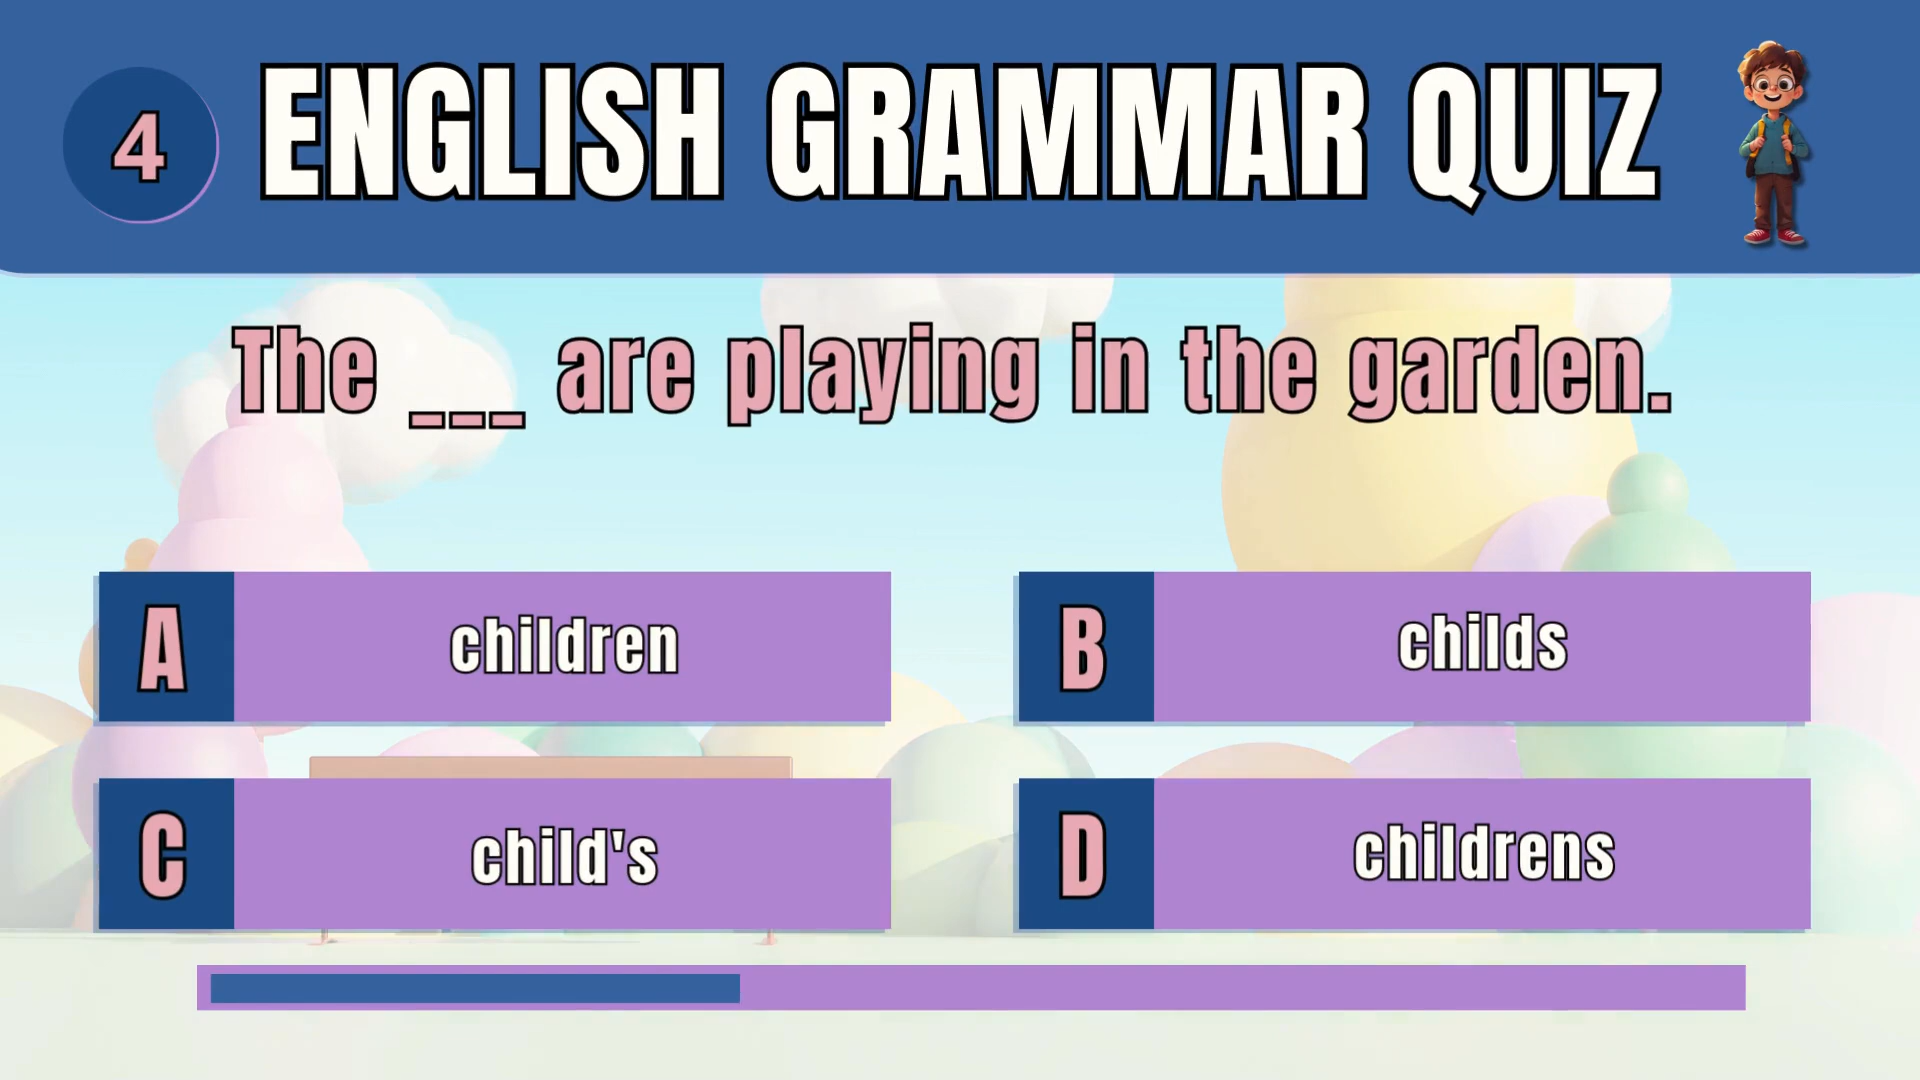 4
ENGLISH GRAMMAR QUIZ
The ___ are playing in the garden.
A
children
B
childs
C
child's
D
childrens